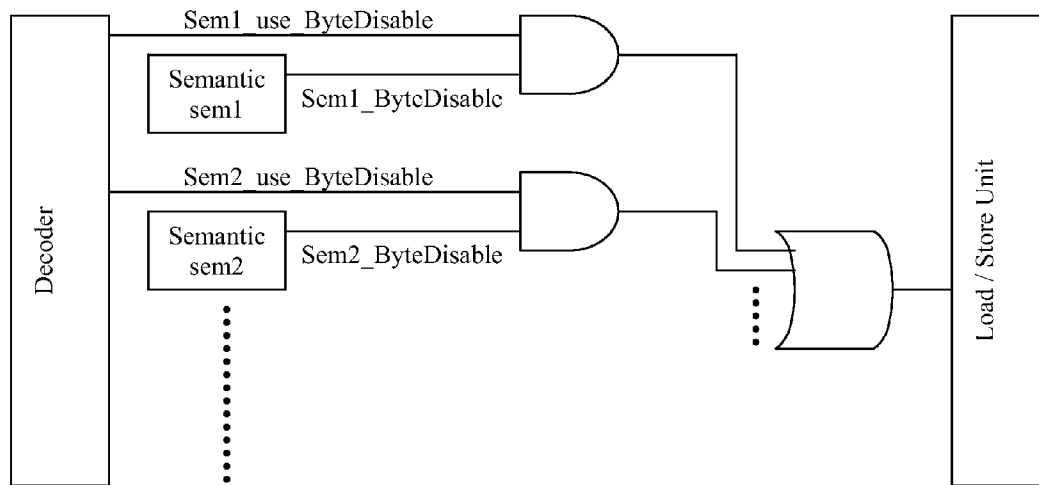 Sem1_use_ByteDisable
Semantic
sem1
Sem1_ByteDisable
Sem2_use_ByteDisable
Semantic
sem2
Sem2_ByteDisable
Decoder
Load / Store Unit